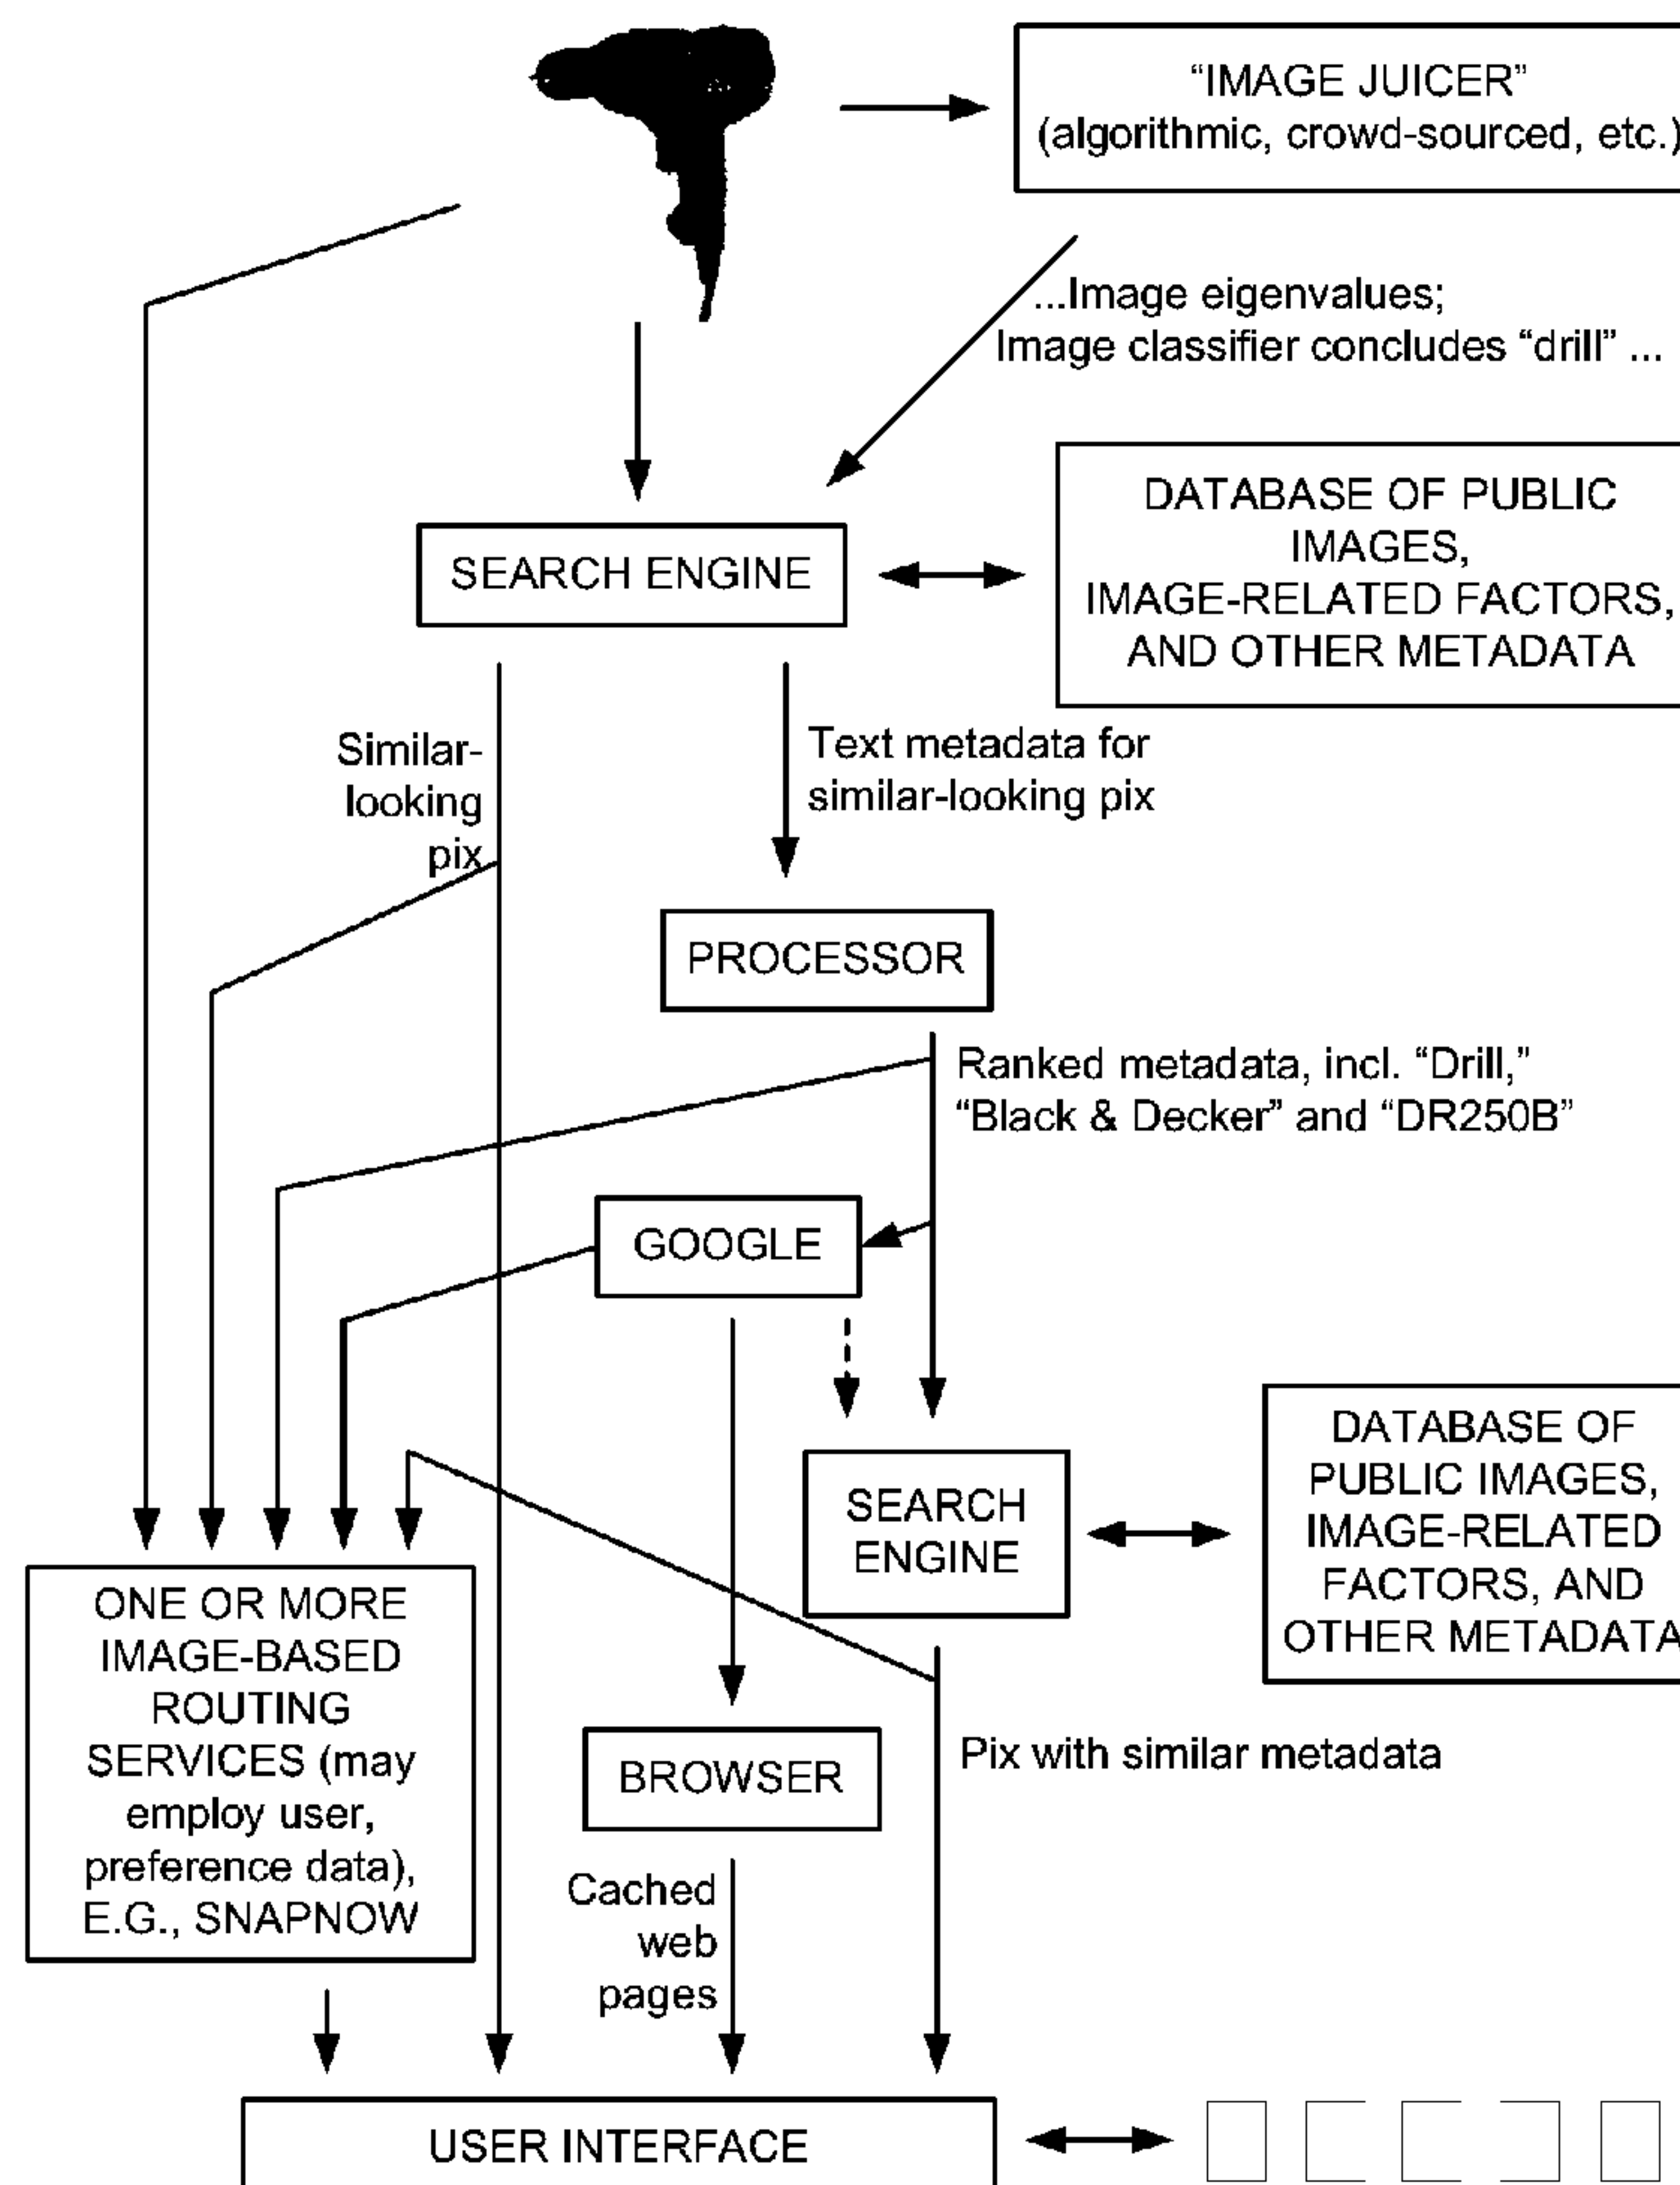 “IMAGE JUICER”
(algorithmic, crowd-sourced, etc.)
...Image eigenvalues;
Image classifier concludes “drill” ...
DATABASE OF PUBLIC
IMAGES,
IMAGE-RELATED FACTORS,
AND OTHER METADATA
SEARCH ENGINE
Similar-
looking
pix
Text metadata for
similar-looking pix
PROCESSOR
Ranked metadata, incl. “Drill,”
“Black & Decker” and “DR250B”
GOOGLE
SEARCH
ENGINE
DATABASE OF
PUBLIC IMAGES,
IMAGE-RELATED
FACTORS, AND
OTHER METADATA
ONE OR MORE
IMAGE-BASED
ROUTING
SERVICES (may
employ user,
preference data),
E.G., SNAPNOW
BROWSER
Pix with similar metadata
Cached
web
pages
USER INTERFACE